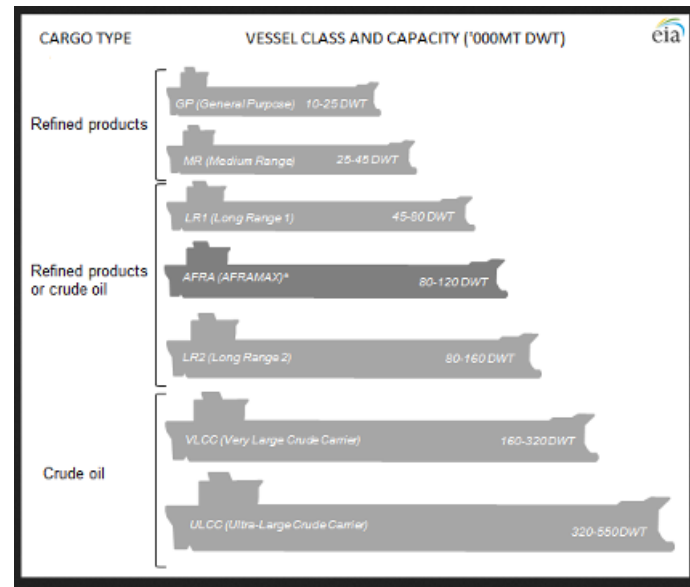 CARGO TYPE
VESSEL CLASS AND CAPACITY ('000MT DWT)
eia
Refined products
GP (General Purpose) 10-25 DWT
MR (Medium Range) 25-45 DWT
Refined products
or crude oil
LR1 (Long Range 1) 45-80 DWT
AFRA (AFRAMAX)* 80-120 DWT
LR2 (Long Range 2) 80-160 DWT
Crude oil
VLCC (Very Large Crude Carrier) 160-320 DWT
ULCC (Ultra-Large Crude Carrier) 320-550 DWT